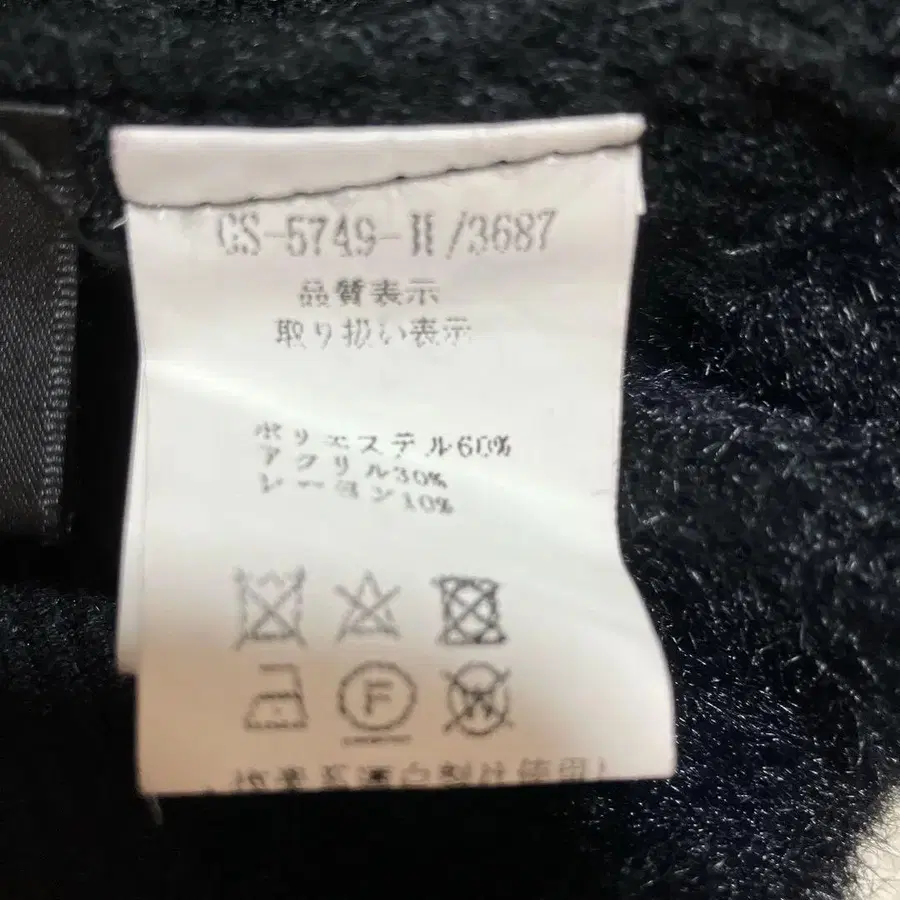 CS-5749-H/3687
品質表示
取り扱い表示
ポリエステル60%
アクリル30%
レーヨン10%
F
W